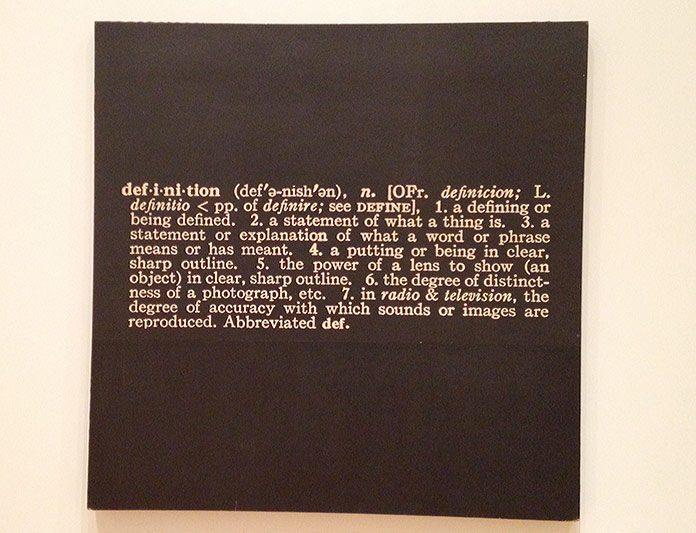 def·i·ni·tion (def′ə-nish′ən), n. [OFr. definicion; L.
definitio < pp. of definire; see DEFINE], 1. a defining or
being defined. 2. a statement of what a thing is. 3. a
statement or explanation of what a word or phrase
means or has meant. 4. a putting or being in clear,
sharp outline. 5. the power of a lens to show (an
object) in clear, sharp outline. 6. the degree of distinct-
ness of a photograph, etc. 7. in radio & television, the
degree of accuracy with which sounds or images are
reproduced. Abbreviated def.